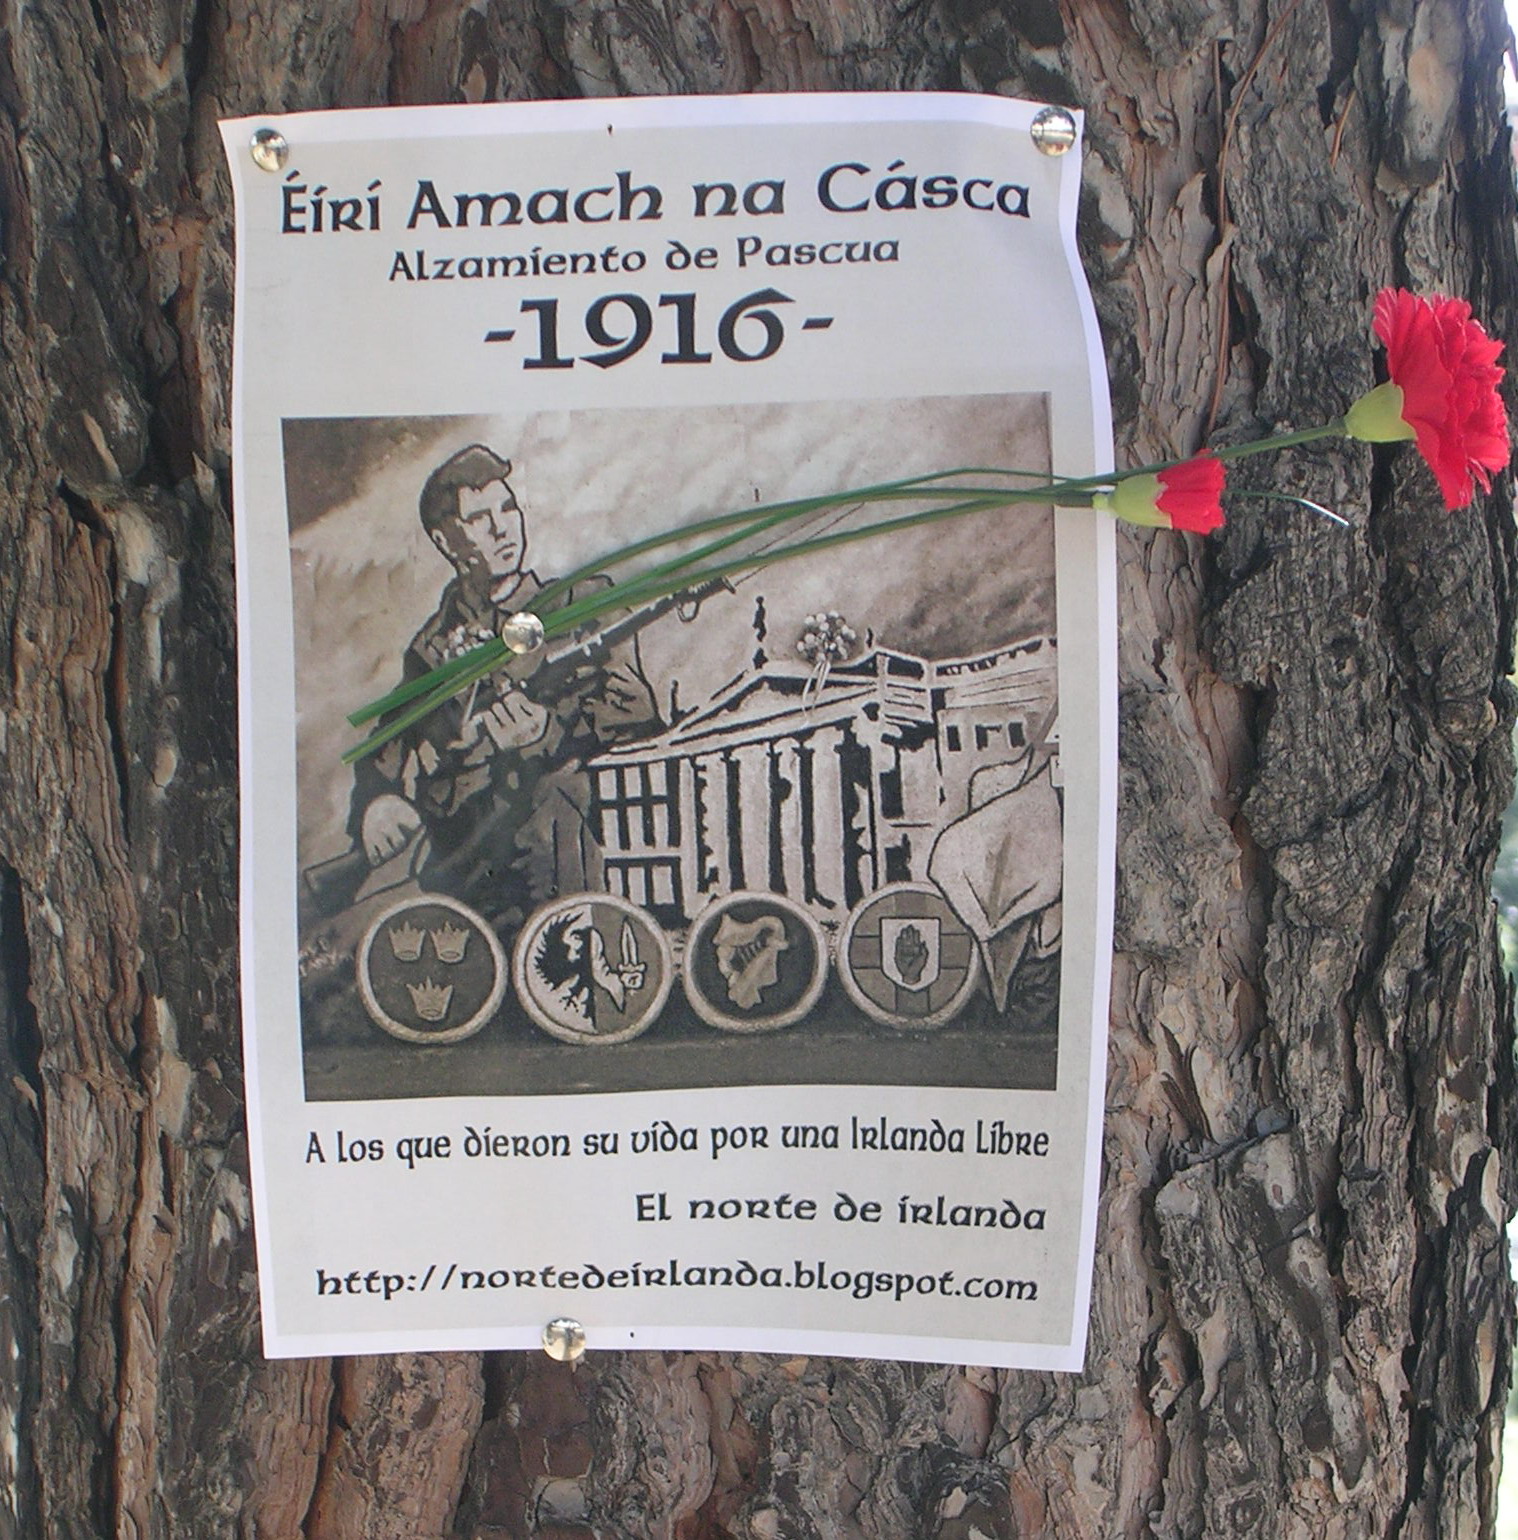 Éirí Amach na Cásca
Alzamiento de Pascua
-1916-
A los que dieron su vida por una Irlanda Libre
El norte de irlanda
http://nortedeirlanda.blogspot.com